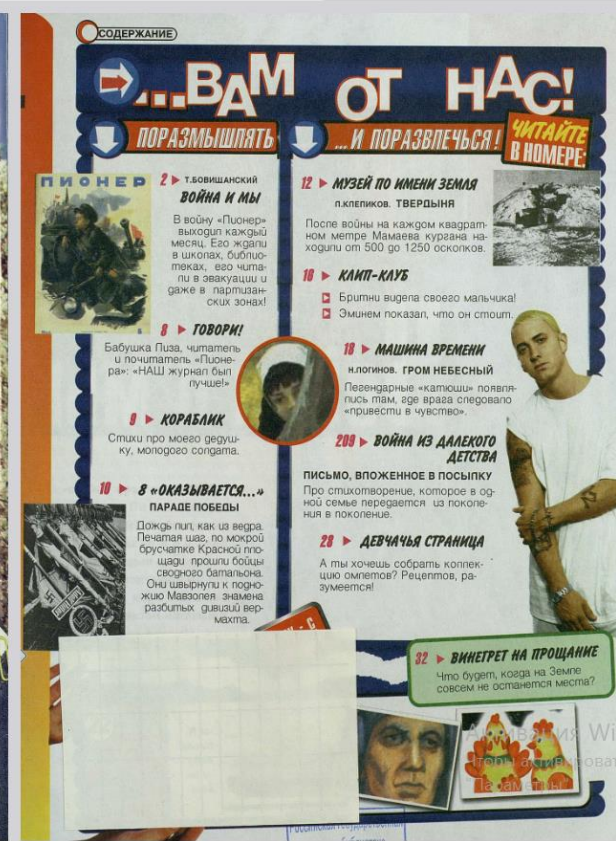 СОДЕРЖАНИЕ
...ВАМ ОТ НАС!
ПОРАЗМЫШЛЯТЬ
... И ПОРАЗВЛЕЧЬСЯ!
ЧИТАЙТЕ
В НОМЕРЕ:
ПИОНЕР
2 ▶ Т.БОВИШАНСКИЙ
ВОЙНА И МЫ
В войну «Пионер»
выходил каждый
месяц. Его ждали
в школах, библио-
теках, его чита-
ли в эвакуации и
даже в партизан-
ских зонах!
8 ▶ ГОВОРИ!
Бабушка Лиза, читатель
и почитатель «Пионе-
ра»: «НАШ журнал был
лучше!»
9 ▶ КОРАБЛИК
Стихи про моего дедуш-
ку, молодого солдата.
10 ▶ 8 «ОКАЗЫВАЕТСЯ...»
ПАРАДЕ ПОБЕДЫ
Дождь лил, как из ведра.
Печатая шаг, по мокрой
брусчатке Красной пло-
щади прошли бойцы
сводного батальона.
Они швырнули к подно-
жию Мавзолея знамена
разбитых дивизий вер-
махта.
12 ▶ МУЗЕЙ ПО ИМЕНИ ЗЕМЛЯ
П.КЛЕПИКОВ. ТВЕРДЫНЯ
После войны на каждом квадрат-
ном метре Мамаева кургана на-
ходили от 500 до 1250 осколков.
16 ▶ КЛИП-КЛУБ
Бритни видела своего мальчика!
Эминем показал, что он стоит.
18 ▶ МАШИНА ВРЕМЕНИ
Н.ЛОГИНОВ. ГРОМ НЕБЕСНЫЙ
Легендарные «катюши» появля-
лись там, где врага следовало
«привести в чувство».
209 ▶ ВОЙНА ИЗ ДАЛЕКОГО
ДЕТСТВА
ПИСЬМО, ВЛОЖЕННОЕ В ПОСЫЛКУ
Про стихотворение, которое в од-
ной семье передается из поколе-
ния в поколение.
28 ▶ ДЕВЧАЧЬЯ СТРАНИЦА
А ты хочешь собрать коллек-
цию омлетов? Рецептов, ра-
зумеется!
32 ▶ ВИНЕГРЕТ НА ПРОЩАНИЕ
Что будет, когда на Земле
совсем не останется места?
Активация Wi
Чтобы активироват
"Параметры".